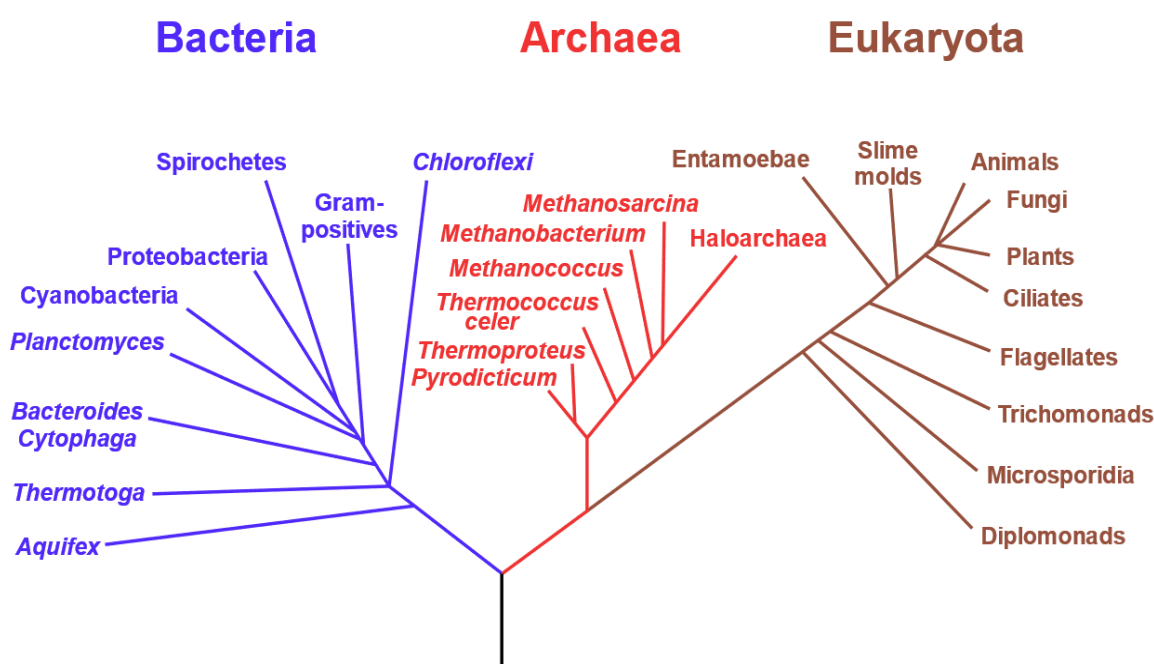 Bacteria
Archaea
Eukaryota
Spirochetes
Gram-
positives
Chloroflexi
Proteobacteria
Cyanobacteria
Planctomyces
Bacteroides
Cytophaga
Thermotoga
Aquifex
Methanosarcina
Methanobacterium
Haloarchaea
Methanococcus
Thermococcus
celer
Thermoproteus
Pyrodicticum
Entamoebae
Slime
molds
Animals
Fungi
Plants
Ciliates
Flagellates
Trichomonads
Microsporidia
Diplomonads